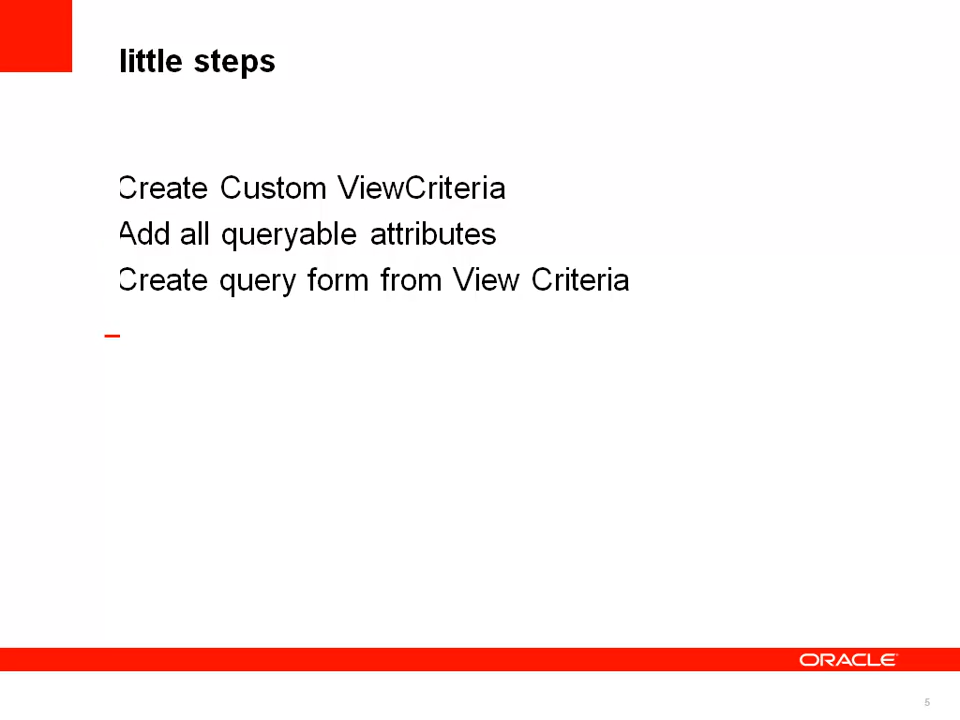 little steps
Create Custom ViewCriteria
Add all queryable attributes
Create query form from View Criteria
–
ORACLE
5